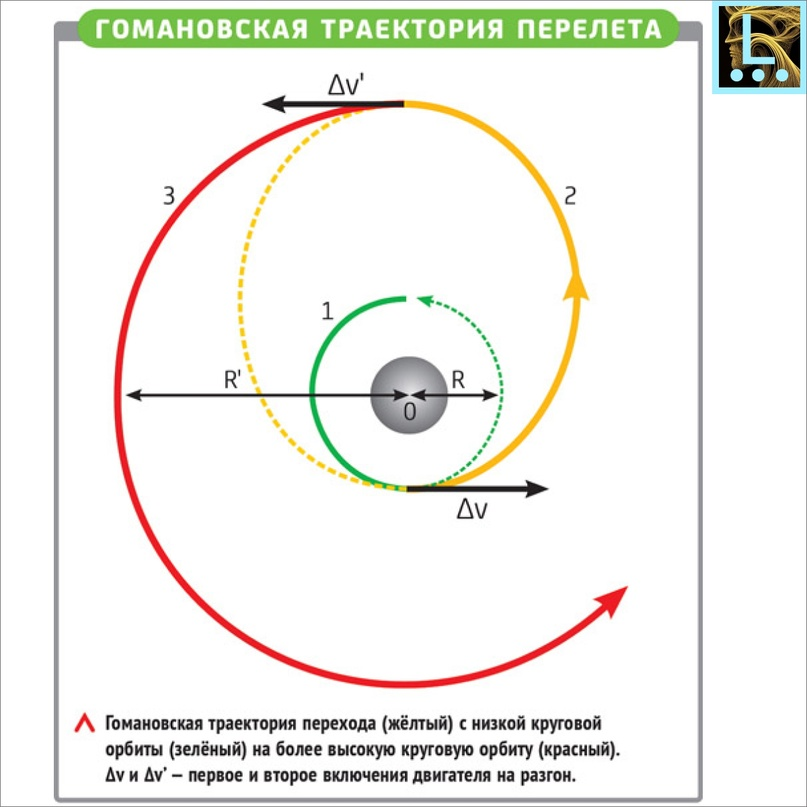 ГОМАНОВСКАЯ ТРАЕКТОРИЯ ПЕРЕЛЕТА
L...
Δv'
3
2
1
R'
R
0
Δv
Гомановская траектория перехода (жёлтый) с низкой круговой
орбиты (зелёный) на более высокую круговую орбиту (красный).
Δv и Δv' – первое и второе включения двигателя на разгон.